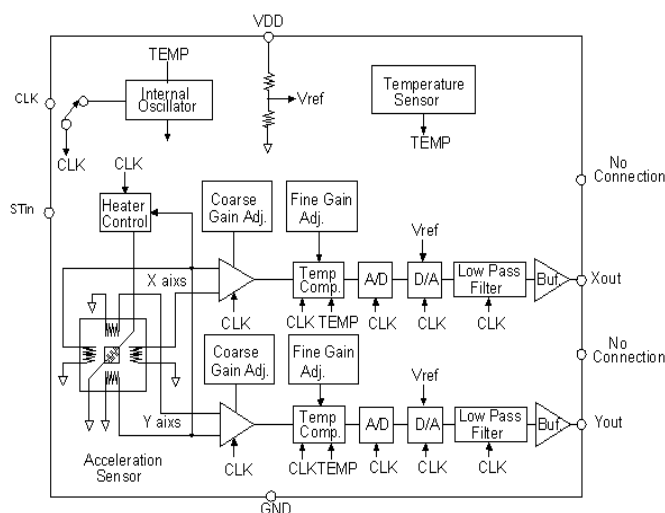 VDD
TEMP
Internal
Oscillator
CLK
CLK
Vref
Temperature
Sensor
TEMP
No
Connection
CLK
STin
Heater
Control
Coarse
Gain Adj.
Fine Gain
Adj.
Vref
X aixs
Temp
Comp.
A/D
D/A
Low Pass
Filter
Buf.
Xout
CLK
CLK
TEMP
CLK
CLK
CLK
No
Connection
Coarse
Gain Adj.
Fine Gain
Adj.
Vref
Y aixs
Temp
Comp.
A/D
D/A
Low Pass
Filter
Buf
Yout
CLK
CLK
TEMP
CLK
CLK
CLK
Acceleration
Sensor
GND